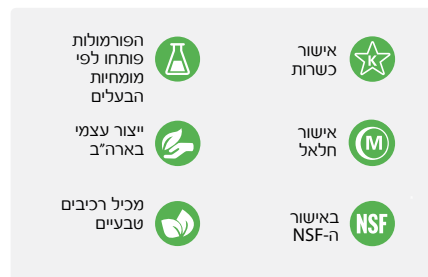 K
אישור
כשרות
הפורמולות
פותחו לפי
מומחיות
הבעלים
M
אישור
חלאל
ייצור עצמי
בארה"ב
NSF
באישור
ה-NSF
מכיל רכיבים
טבעיים